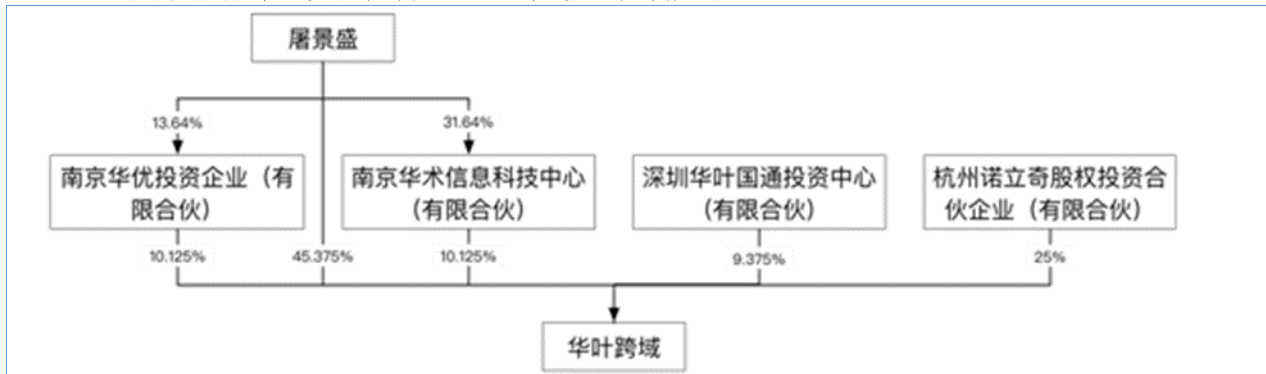 屠景盛
13.64%
31.64%
南京华优投资企业（有
限合伙）
南京华术信息科技中心
（有限合伙）
深圳华叶国通投资中心
（有限合伙）
杭州诺立奇股权投资合
伙企业（有限合伙）
10.125%
45.375%
10.125%
9.375%
25%
华叶跨域